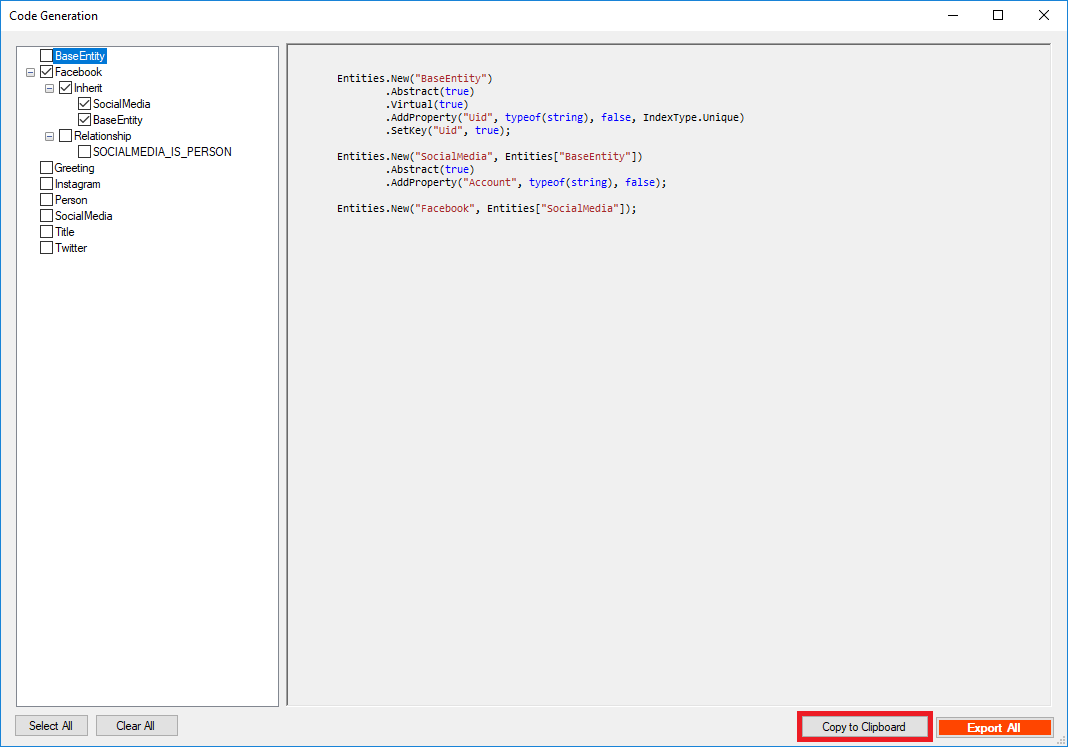 Code Generation
BaseEntity
Facebook
Inherit
SocialMedia
BaseEntity
Relationship
SOCIALMEDIA_IS_PERSON
Greeting
Instagram
Person
SocialMedia
Title
Twitter
Entities.New("BaseEntity")
.Abstract(true)
.Virtual(true)
.AddProperty("Uid", typeof(string), false, IndexType.Unique)
.SetKey("Uid", true);
Entities.New("SocialMedia", Entities["BaseEntity"])
.Abstract(true)
.AddProperty("Account", typeof(string), false);
Entities.New("Facebook", Entities["SocialMedia"]);
Select All
Clear All
Copy to Clipboard
Export All